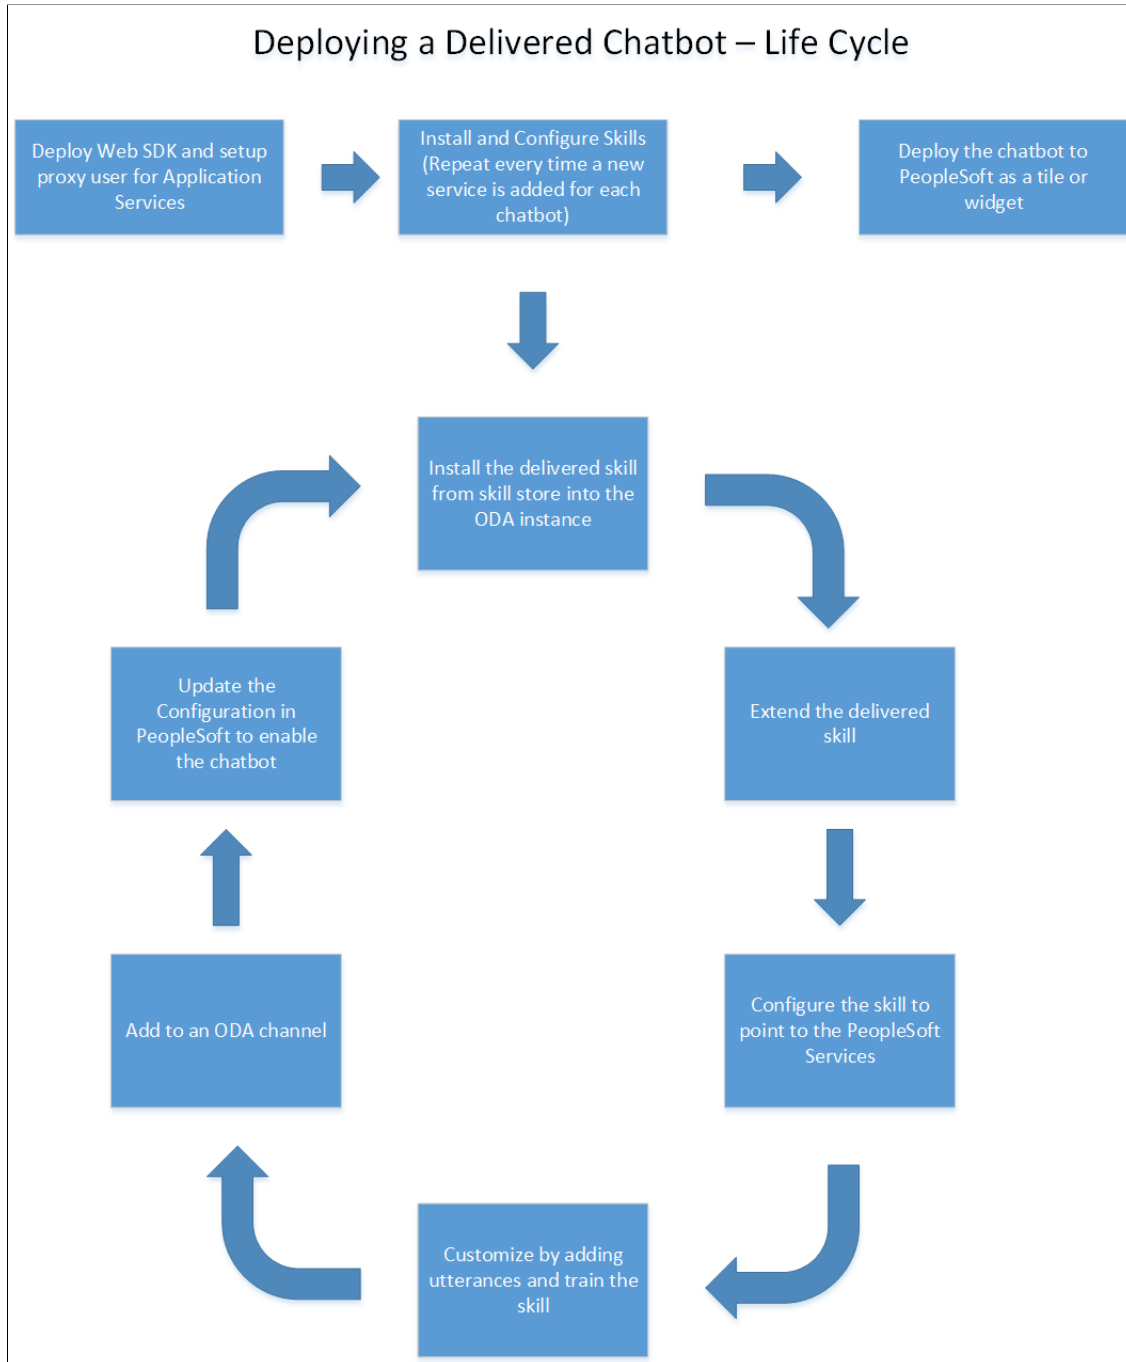 Deploying a Delivered Chatbot – Life Cycle
Deploy Web SDK and setup
proxy user for Application
Services
Install and Configure Skills
(Repeat every time a new
service is added for each
chatbot)
Deploy the chatbot to
PeopleSoft as a tile or
widget
Install the delivered skill
from skill store into the
ODA instance
Extend the delivered
skill
Configure the skill to
point to the PeopleSoft
Services
Customize by adding
utterances and train the
skill
Add to an ODA channel
Update the
Configuration in
PeopleSoft to enable
the chatbot